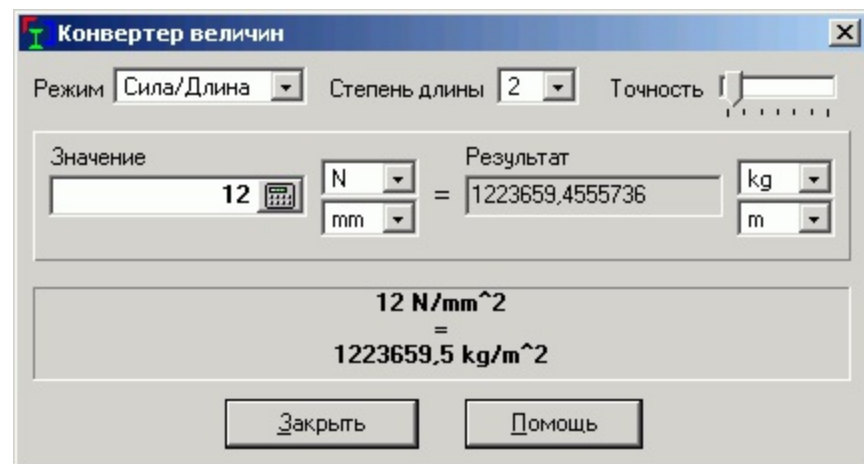 Конвертер величин
Режим Сила/Длина Степень длины 2 Точность
Значение Результат
12 N = 1223659,4555736 kg
mm m
12 N/mm^2
=
1223659,5 kg/m^2
Закрыть Помощь